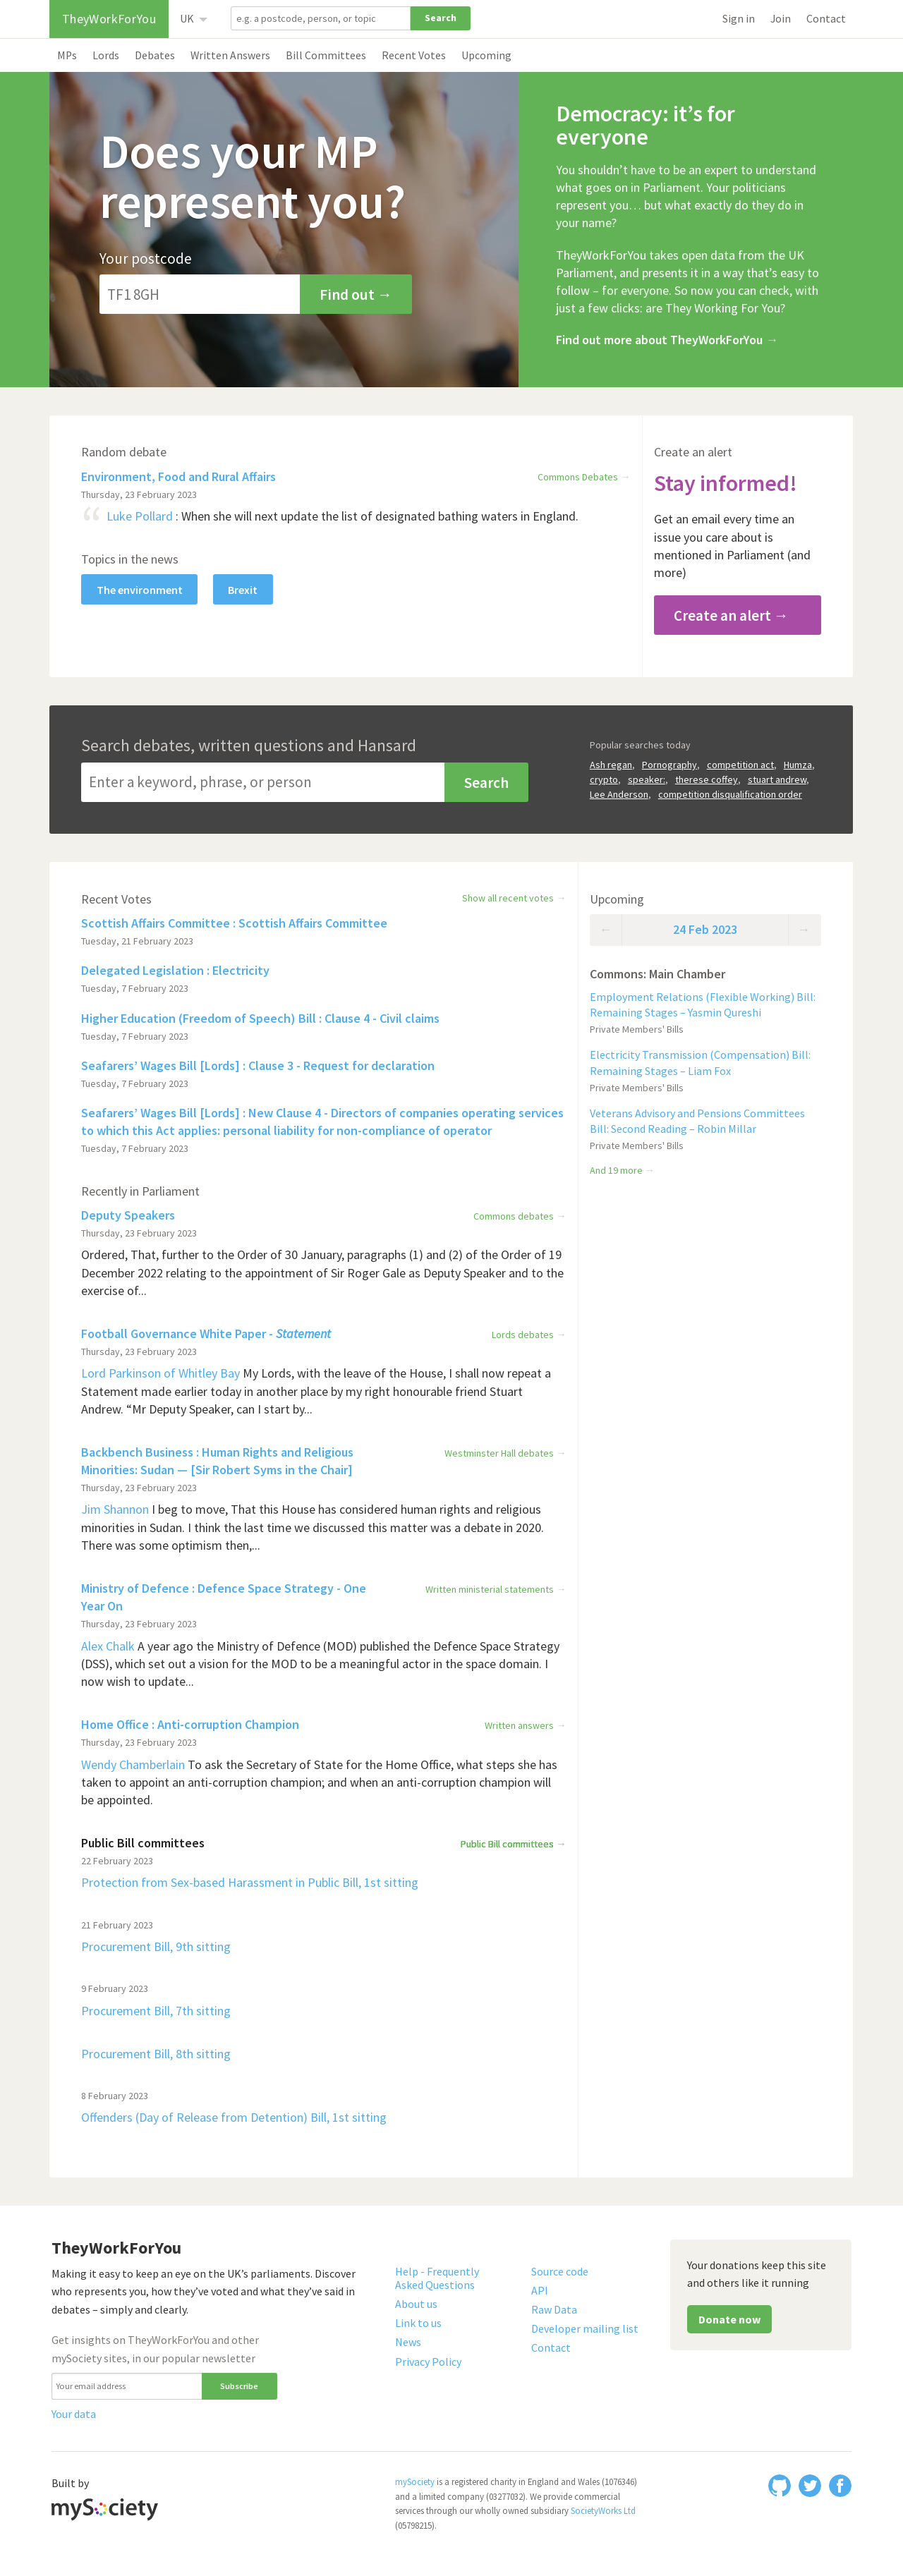 TheyWorkForYou
UK
e.g. a postcode, person, or topic
Search
Sign in
Join
Contact
MPs
Lords
Debates
Written Answers
Bill Committees
Recent Votes
Upcoming
Does your MP
represent you?
Your postcode
TF1 8GH
Find out →
Democracy: it’s for
everyone
You shouldn’t have to be an expert to understand
what goes on in Parliament. Your politicians
represent you… but what exactly do they do in
your name?
TheyWorkForYou takes open data from the UK
Parliament, and presents it in a way that’s easy to
follow – for everyone. So now you can check, with
just a few clicks: are They Working For You?
Find out more about TheyWorkForYou →
Random debate
Environment, Food and Rural Affairs
Commons Debates →
Thursday, 23 February 2023
“ Luke Pollard : When she will next update the list of designated bathing waters in England.
Topics in the news
The environment
Brexit
Create an alert
Stay informed!
Get an email every time an
issue you care about is
mentioned in Parliament (and
more)
Create an alert →
Search debates, written questions and Hansard
Enter a keyword, phrase, or person
Search
Popular searches today
Ash regan, Pornography, competition act, Humza,
crypto, speaker:, therese coffey, stuart andrew,
Lee Anderson, competition disqualification order
Recent Votes
Show all recent votes →
Scottish Affairs Committee : Scottish Affairs Committee
Tuesday, 21 February 2023
Delegated Legislation : Electricity
Tuesday, 7 February 2023
Higher Education (Freedom of Speech) Bill : Clause 4 - Civil claims
Tuesday, 7 February 2023
Seafarers’ Wages Bill [Lords] : Clause 3 - Request for declaration
Tuesday, 7 February 2023
Seafarers’ Wages Bill [Lords] : New Clause 4 - Directors of companies operating services
to which this Act applies: personal liability for non-compliance of operator
Tuesday, 7 February 2023
Recently in Parliament
Deputy Speakers
Commons debates →
Thursday, 23 February 2023
Ordered, That, further to the Order of 30 January, paragraphs (1) and (2) of the Order of 19
December 2022 relating to the appointment of Sir Roger Gale as Deputy Speaker and to the
exercise of...
Football Governance White Paper - Statement
Lords debates →
Thursday, 23 February 2023
Lord Parkinson of Whitley Bay My Lords, with the leave of the House, I shall now repeat a
Statement made earlier today in another place by my right honourable friend Stuart
Andrew. “Mr Deputy Speaker, can I start by...
Backbench Business : Human Rights and Religious
Minorities: Sudan — [Sir Robert Syms in the Chair]
Westminster Hall debates →
Thursday, 23 February 2023
Jim Shannon I beg to move, That this House has considered human rights and religious
minorities in Sudan. I think the last time we discussed this matter was a debate in 2020.
There was some optimism then,...
Ministry of Defence : Defence Space Strategy - One
Year On
Written ministerial statements →
Thursday, 23 February 2023
Alex Chalk A year ago the Ministry of Defence (MOD) published the Defence Space Strategy
(DSS), which set out a vision for the MOD to be a meaningful actor in the space domain. I
now wish to update...
Home Office : Anti-corruption Champion
Written answers →
Thursday, 23 February 2023
Wendy Chamberlain To ask the Secretary of State for the Home Office, what steps she has
taken to appoint an anti-corruption champion; and when an anti-corruption champion will
be appointed.
Public Bill committees
Public Bill committees →
22 February 2023
Protection from Sex-based Harassment in Public Bill, 1st sitting
21 February 2023
Procurement Bill, 9th sitting
9 February 2023
Procurement Bill, 7th sitting
Procurement Bill, 8th sitting
8 February 2023
Offenders (Day of Release from Detention) Bill, 1st sitting
Upcoming
← 24 Feb 2023 →
Commons: Main Chamber
Employment Relations (Flexible Working) Bill:
Remaining Stages – Yasmin Qureshi
Private Members' Bills
Electricity Transmission (Compensation) Bill:
Remaining Stages – Liam Fox
Private Members' Bills
Veterans Advisory and Pensions Committees
Bill: Second Reading – Robin Millar
Private Members' Bills
And 19 more →
TheyWorkForYou
Making it easy to keep an eye on the UK’s parliaments. Discover
who represents you, how they’ve voted and what they’ve said in
debates – simply and clearly.
Get insights on TheyWorkForYou and other
mySociety sites, in our popular newsletter
Your email address
Subscribe
Your data
Help - Frequently
Asked Questions
About us
Link to us
News
Privacy Policy
Source code
API
Raw Data
Developer mailing list
Contact
Your donations keep this site
and others like it running
Donate now
Built by
mySociety
mySociety is a registered charity in England and Wales (1076346)
and a limited company (03277032). We provide commercial
services through our wholly owned subsidiary SocietyWorks Ltd
(05798215).